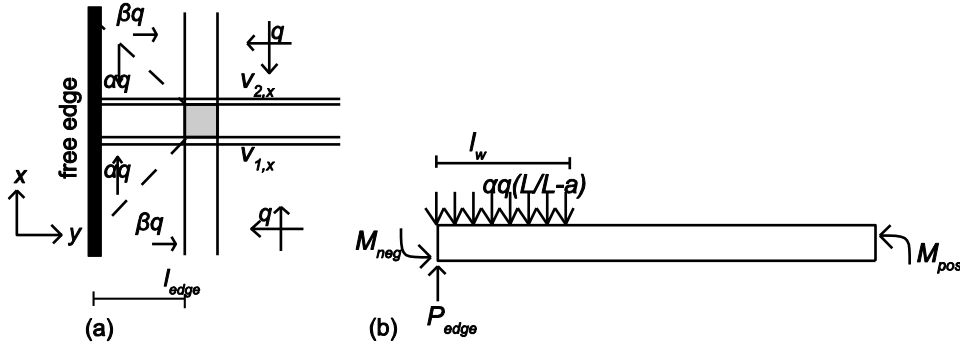 βq
q
αq
v2,x
free edge
v1,x
αq
x
βq
q
y
ledge
(a)
lw
αq(L/L-a)
Mneg
Mpos
Pedge
(b)